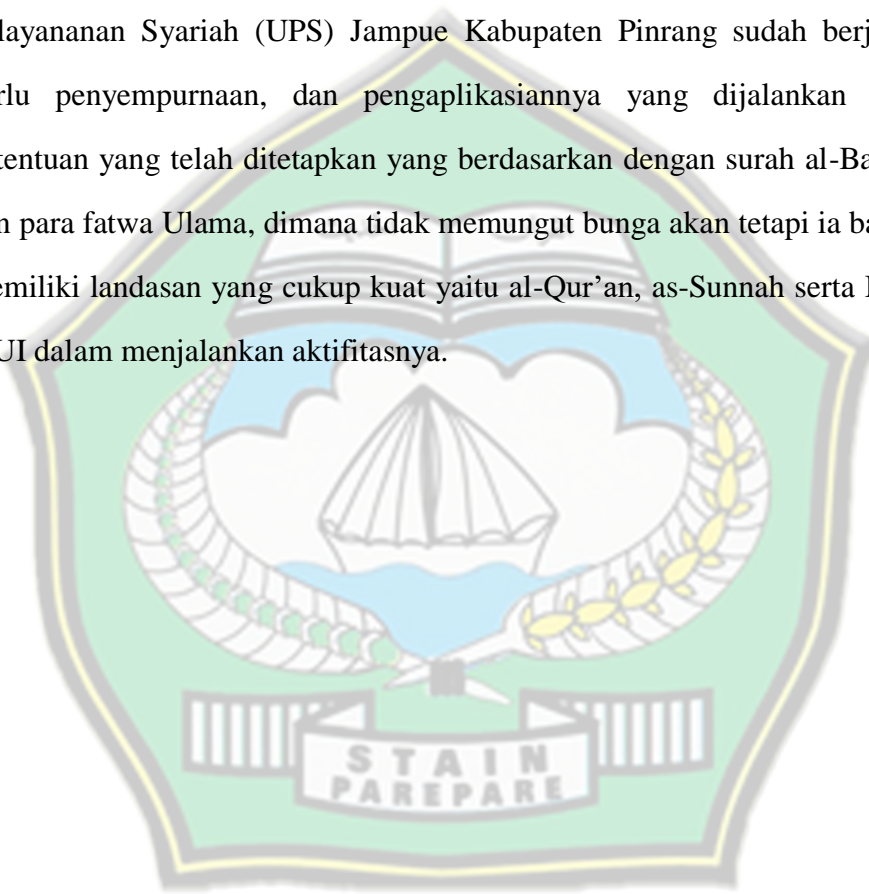 layananan Syariah (UPS) Jampue Kabupaten Pinrang sudah berj
rlu penyempurnaan, dan pengaplikasiannya yang dijalankan
tentuan yang telah ditetapkan yang berdasarkan dengan surah al-Ba
n para fatwa Ulama, dimana tidak memungut bunga akan tetapi ia ba
emiliki landasan yang cukup kuat yaitu al-Qur’an, as-Sunnah serta
UI dalam menjalankan aktifitasnya.
STAIN
PAREPARE